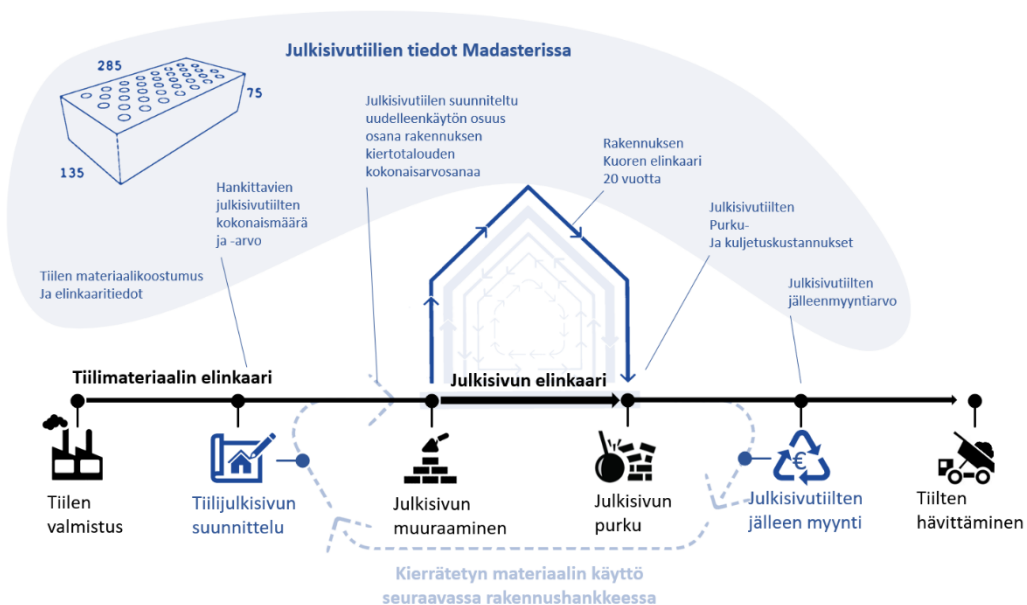 Julkisivutiilien tiedot Madasterissa
285
75
135
Julkisivutiilen suunniteltu
uudelleenkäytön osuus
osana rakennuksen
kiertotalouden
kokonaisarvosanaa
Rakennuksen
Kuoren elinkaari
20 vuotta
Hankittavien
julkisivutiilten
kokonaismäärä
ja -arvo
Julkisivutiilten
Purku-
Ja kuljetuskustannukset
Tiilen materiaalikoostumus
Ja elinkaaritiedot
Julkisivutiilten
jälleenmyyntiarvo
Tiilimateriaalin elinkaari
Julkisivun elinkaari
€
Tiilen
valmistus
Tiilijulkisivun
suunnittelu
Julkisivun
muuraaminen
Julkisivun
purku
Julkisivutiilten
jälleen myynti
Tiilten
hävittäminen
Kierrätetyn materiaalin käyttö
seuraavassa rakennushankkeessa